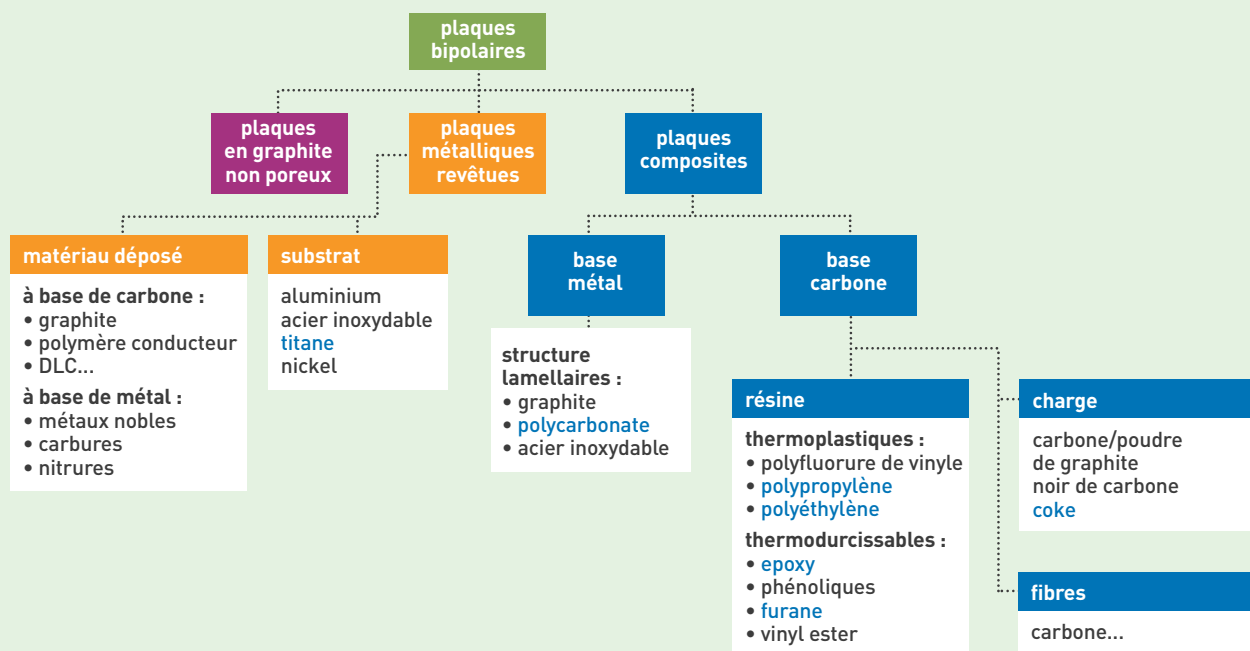 plaques
bipolaires
plaques
en graphite
non poreux
plaques
métalliques
revêtues
plaques
composites
matériau déposé
à base de carbone :
• graphite
• polymère conducteur
• DLC...
à base de métal :
• métaux nobles
• carbures
• nitrures
substrat
aluminium
acier inoxydable
titane
nickel
base
métal
structure
lamellaires :
• graphite
• polycarbonate
• acier inoxydable
base
carbone
résine
thermoplastiques :
• polyfluorure de vinyle
• polypropylène
• polyéthylène
thermodurcissables :
• epoxy
• phénoliques
• furane
• vinyl ester
charge
carbone/poudre
de graphite
noir de carbone
coke
fibres
carbone...